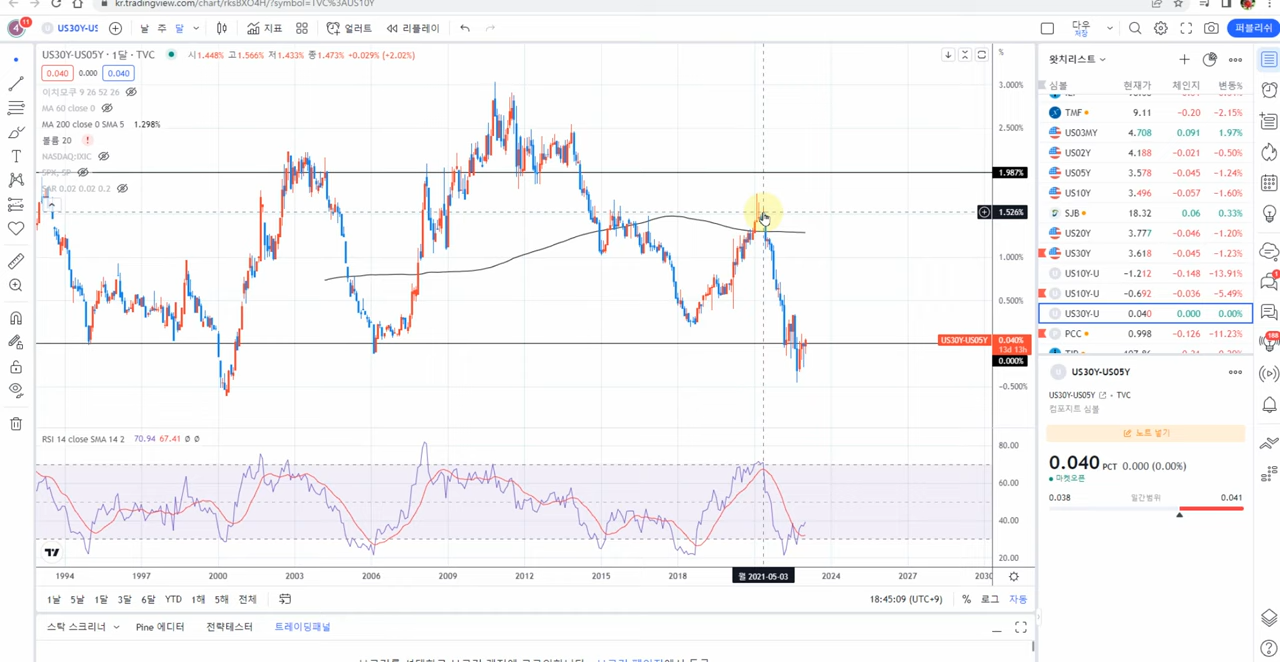 kr.tradingview.com/chart/rksBXO4H/?symbol=TVC%3AUS10Y
11
US30Y-US
날 주 달
지표
얼러트
리플레이
다우
저장
퍼블리쉬
US30Y-US05Y · 1달 · TVC
시1.448% 고1.566% 저1.433% 종1.473% +0.029% (+2.02%)
0.040 0.000 0.040
이치모쿠 9 26 52 26
MA 60 close 0
MA 200 close 0 SMA 5 1.298%
볼륨 20
NASDAQ:IXIC
SPX, SP
SAR 0.02 0.02 0.2
%
3.000%
2.500%
1.987%
1.526%
1.000%
0.500%
US30Y-US05Y 0.040%
13d 13h
0.000%
-0.500%
RSI 14 close SMA 14 2 70.94 67.41 Ø Ø
80.00
60.00
40.00
20.00
1994 1997 2000 2003 2006 2009 2012 2015 2018 월 2021-05-03 2024 2027 2030
1날 5날 1달 3달 6달 YTD 1해 5해 전체
18:45:09 (UTC+9) % 로그 자동
스탁 스크리너 Pine 에디터 전략테스터 트레이딩패널
왓치리스트
심볼 현재가 체인지 변동%
TMF 9.11 -0.20 -2.15%
US03MY 4.708 0.091 1.97%
US02Y 4.188 -0.021 -0.50%
US05Y 3.578 -0.045 -1.24%
US10Y 3.496 -0.057 -1.60%
SJB 18.32 0.06 0.33%
US20Y 3.777 -0.046 -1.20%
US30Y 3.618 -0.045 -1.23%
US10Y-U -1.212 -0.148 -13.91%
US10Y-U -0.692 -0.036 -5.49%
US30Y-U 0.040 0.000 0.00%
PCC 0.998 -0.126 -11.23%
US30Y-US05Y
US30Y-US05Y · TVC
컴포지트 심볼
노트 넣기
0.040 PCT 0.000 (0.00%)
마켓오픈
0.038 일간범위 0.041
1
188